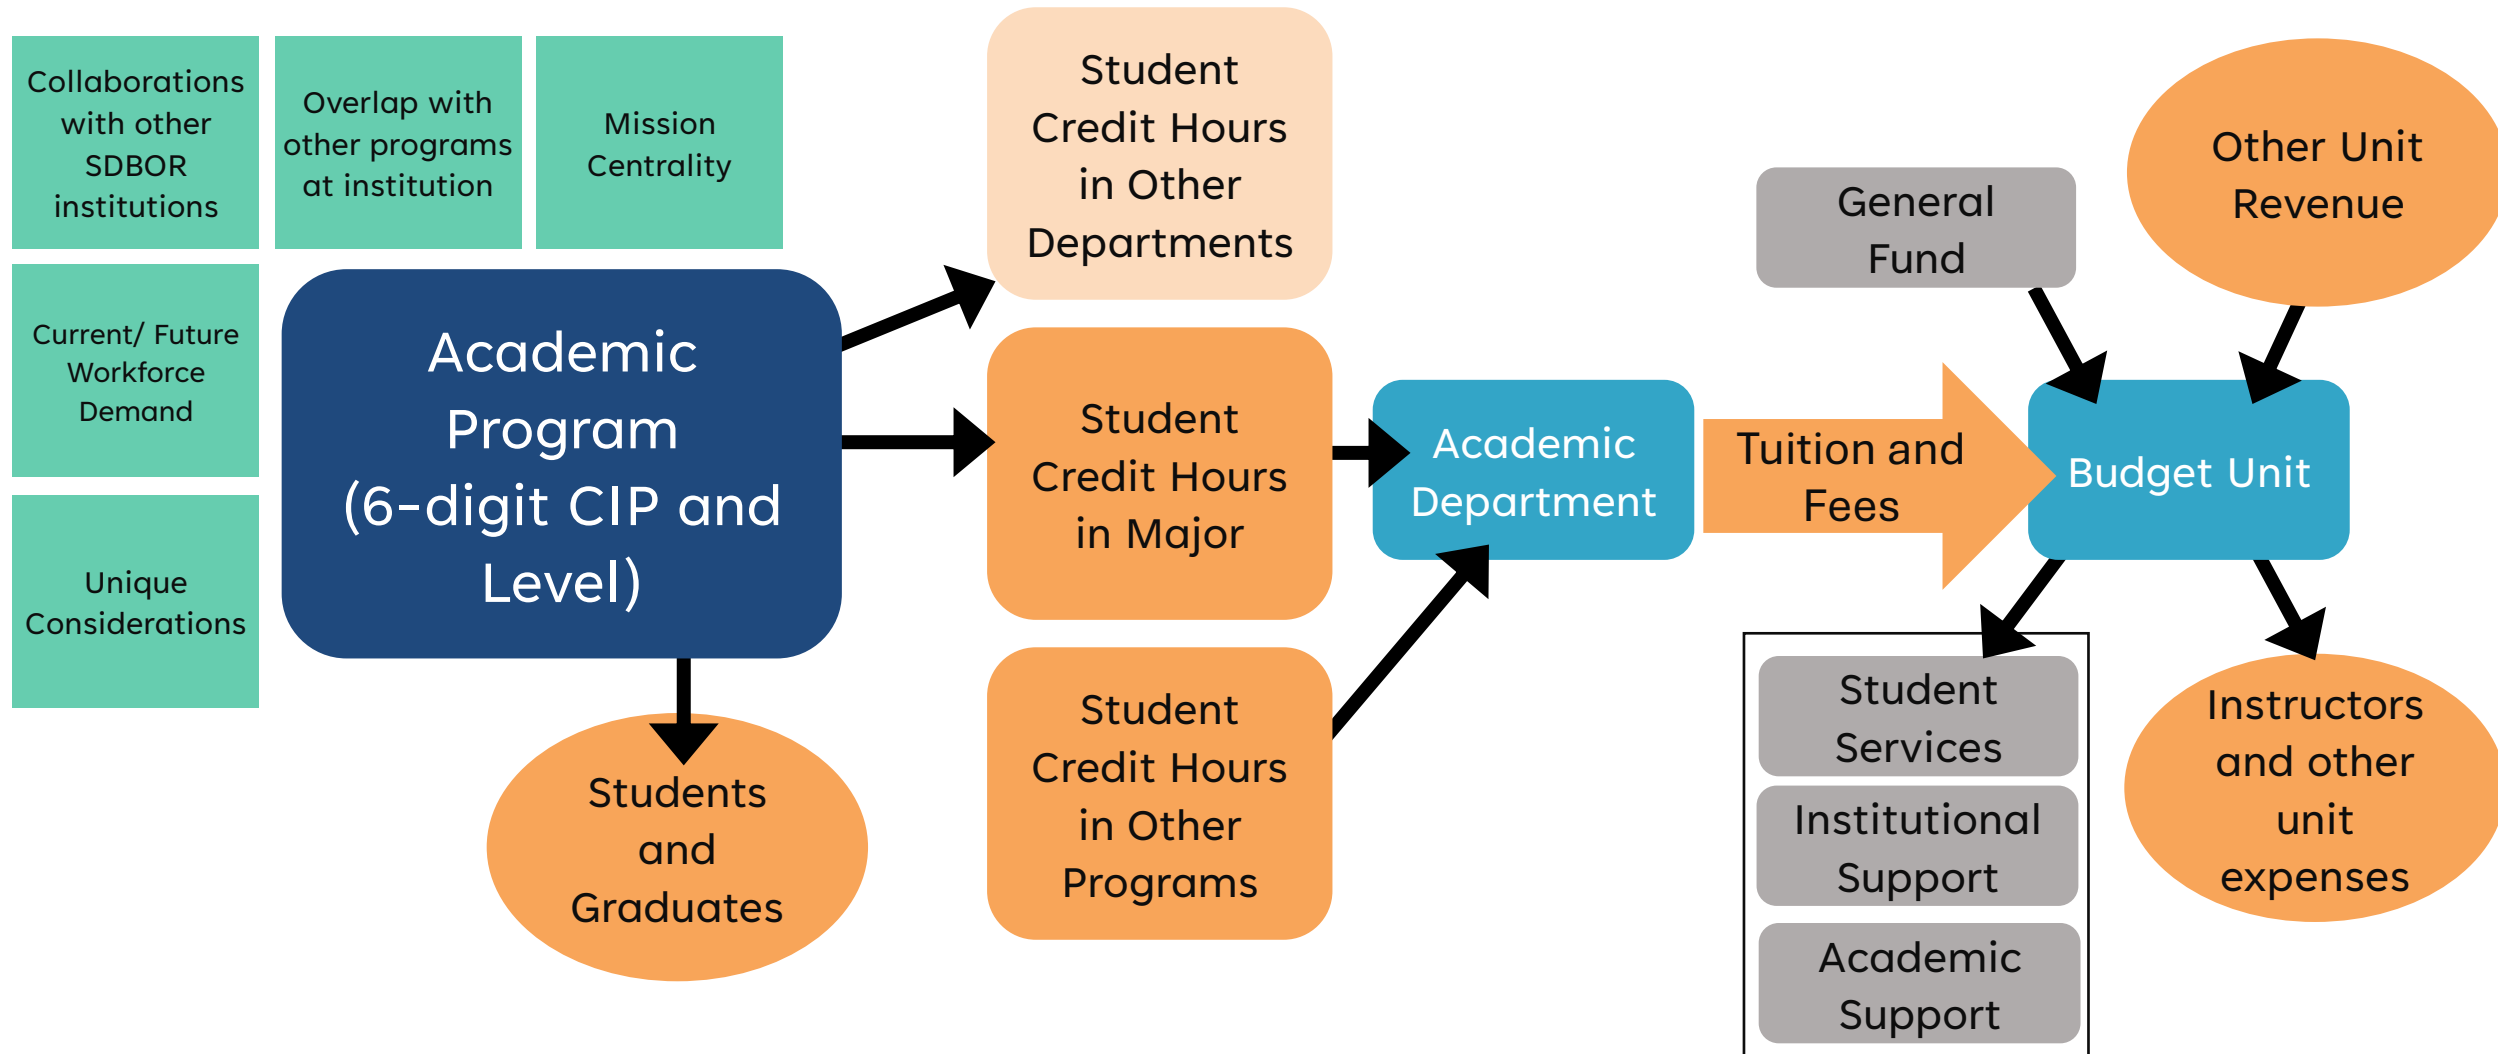 Collaborations
with other
SDBOR
institutions
Overlap with
other programs
at institution
Mission
Centrality
Current/ Future
Workforce
Demand
Unique
Considerations
Academic
Program
(6-digit CIP and
Level)
Students
and
Graduates
Student
Credit Hours
in Other
Departments
Student
Credit Hours
in Major
Student
Credit Hours
in Other
Programs
Academic
Department
Tuition and
Fees
General
Fund
Other Unit
Revenue
Budget Unit
Student
Services
Institutional
Support
Academic
Support
Instructors
and other
unit
expenses